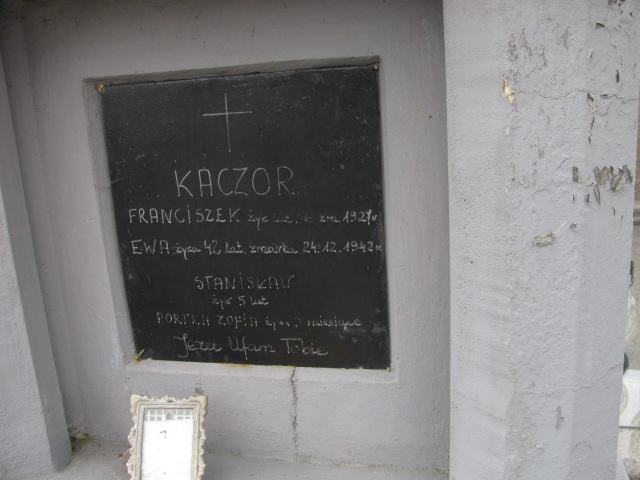 KACZOR
FRANCISZEK żył lat zm. 1927 r
EWA żyła 42 lat. zmarła 24.12.1942 r.
STANISŁAW
żył 5 lat
ZOFIA miesiące
Jezu Ufam Tobie